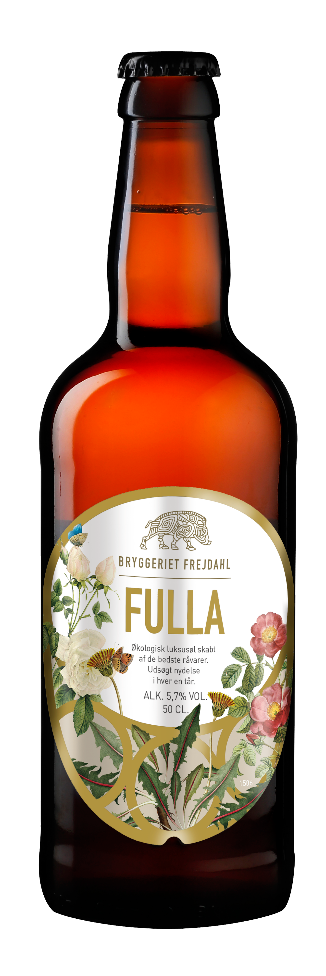 BRYGGERIET FREJDAHL
FULLA
Økologisk luksusøl skabt
af de bedste råvarer.
Udsøgt nydelse
i hver en tår.
ALK. 5,7% VOL.
50 CL.